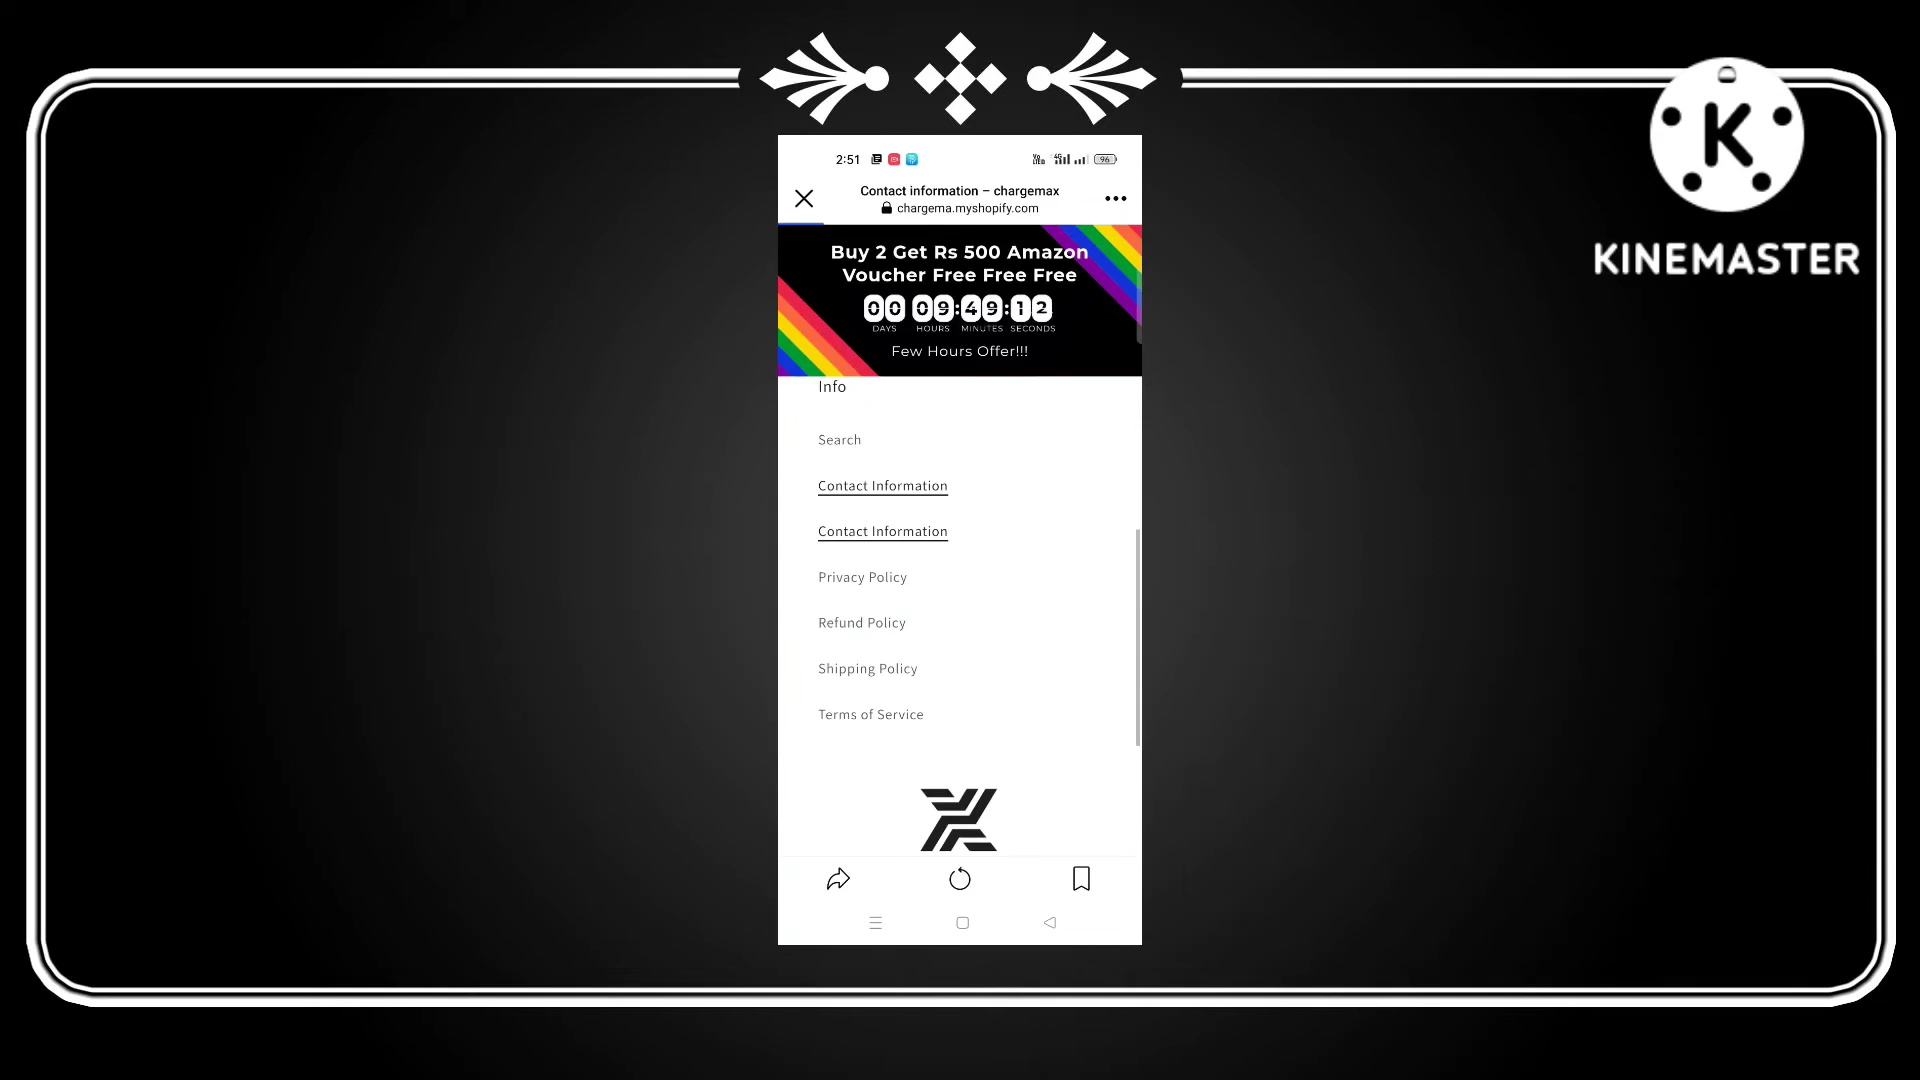 KINEMASTER
2:51
96
Contact information – chargemax
chargema.myshopify.com
Buy 2 Get Rs 500 Amazon
Voucher Free Free Free
00 09:49:12
DAYS HOURS MINUTES SECONDS
Few Hours Offer!!!
Info
Search
Contact Information
Contact Information
Privacy Policy
Refund Policy
Shipping Policy
Terms of Service